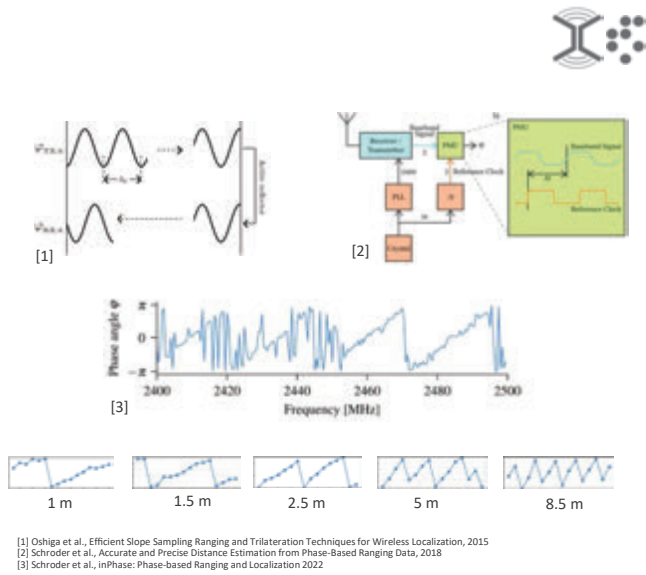 PMU
Baseband Signal
Baseband
Signal
Receiver /
Transmitter
PMU
φ
Reference Clock
Reference Clock
PLL
Crystal
[1]
[2]
Phase angle φ
π
0
-π
2400
2420
2440
2460
2480
2500
Frequency [MHz]
[3]
1 m
1.5 m
2.5 m
5 m
8.5 m
[1] Oshiga et al., Efficient Slope Sampling Ranging and Trilateration Techniques for Wireless Localization, 2015
[2] Schroder et al., Accurate and Precise Distance Estimation from Phase-Based Ranging Data, 2018
[3] Schroder et al., inPhase: Phase-based Ranging and Localization 2022